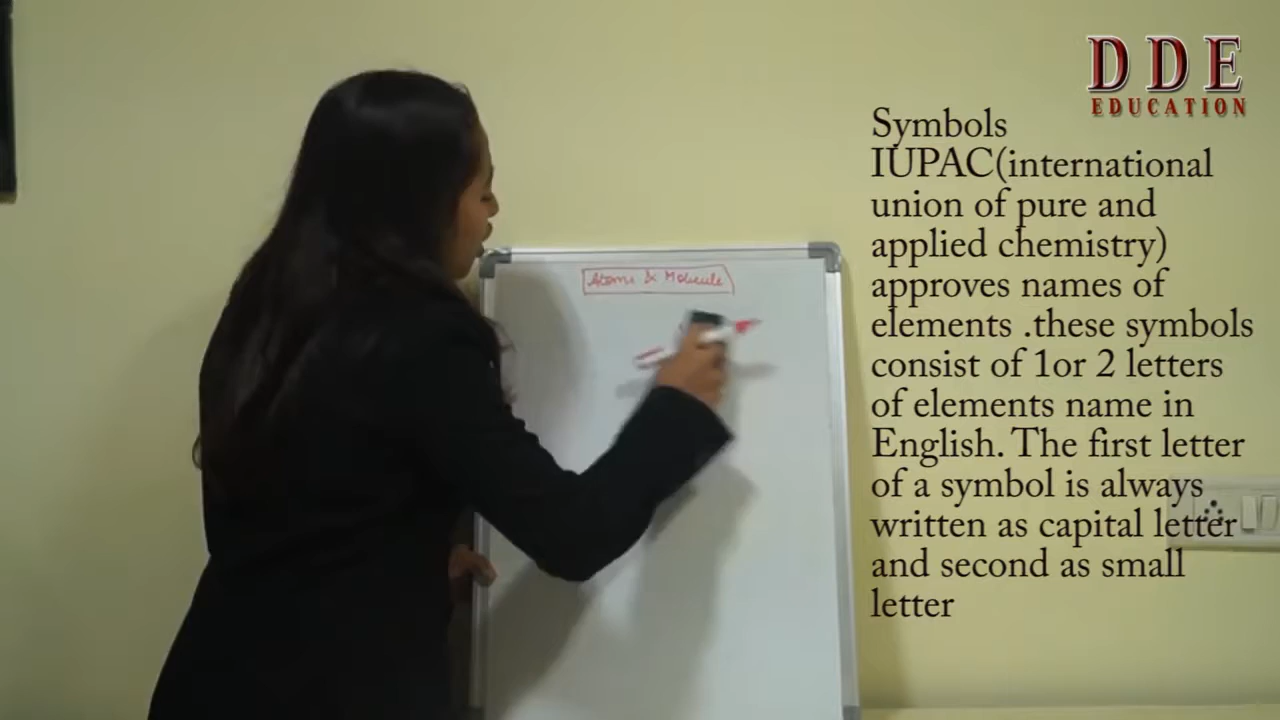 D D E
EDUCATION
Symbols
IUPAC(international
union of pure and
applied chemistry)
approves names of
elements .these symbols
consist of 1or 2 letters
of elements name in
English. The first letter
of a symbol is always
written as capital letter
and second as small
letter
Atoms & Molecule